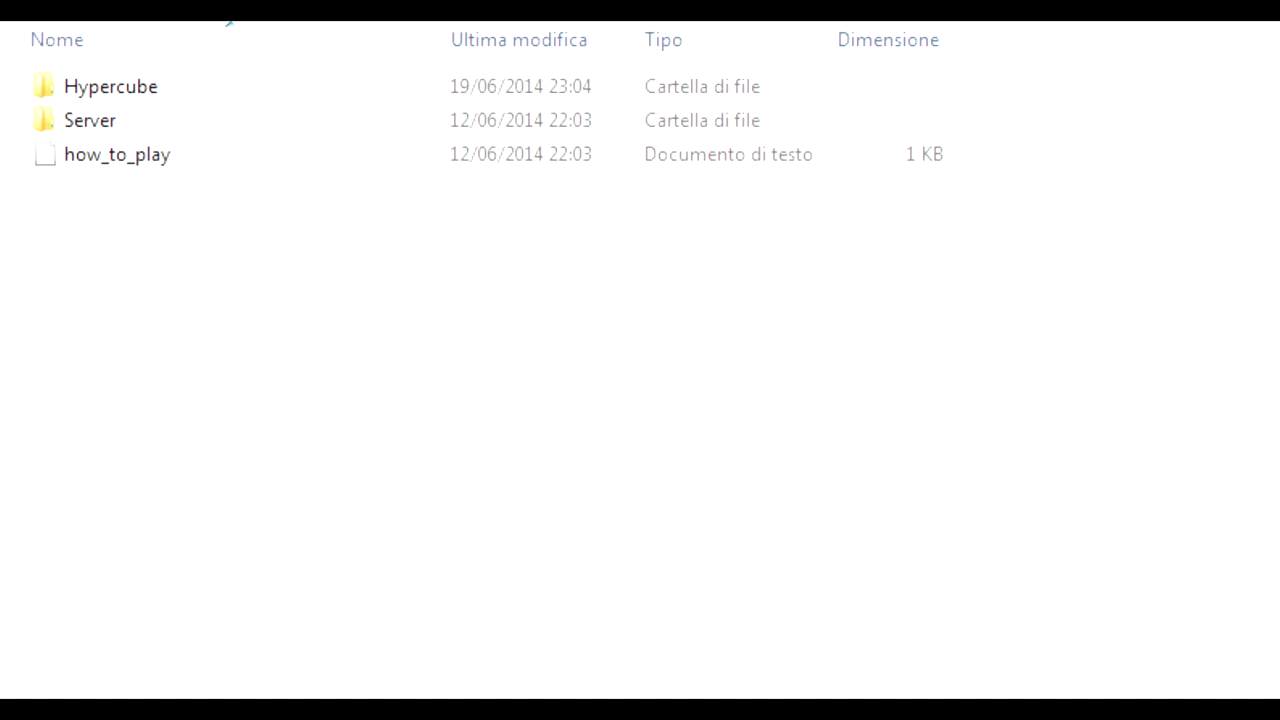 Nome Ultima modifica Tipo Dimensione
Hypercube 19/06/2014 23:04 Cartella di file
Server 12/06/2014 22:03 Cartella di file
how_to_play 12/06/2014 22:03 Documento di testo 1 KB